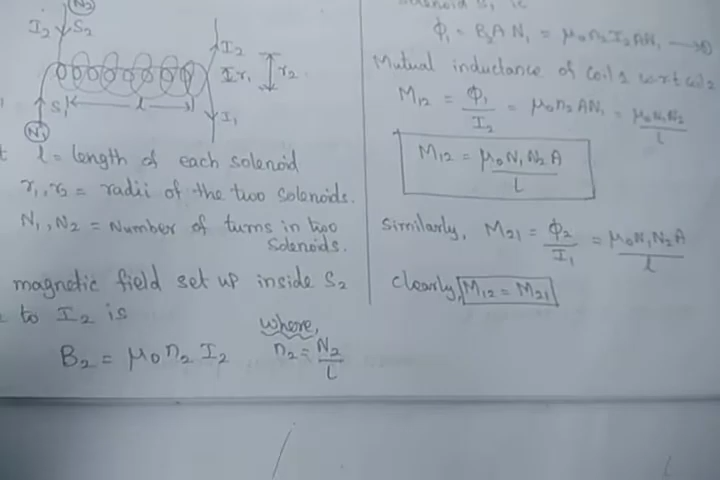 N2
I2 S2
I2
r1 r2
S1 l
I1
N1
l = length of each solenoid
r1, r2 = radii of the two solenoids.
N1, N2 = Number of turns in two
solenoids.
magnetic field set up inside S2
to I2 is
where,
B2 = μ0 n2 I2 n2 = N2/l
is
ϕ1 = B2 A N1 = μ0 n2 I2 A N1
Mutual inductance of coil 1 w.r.t coil 2
M12 = ϕ1/I2 = μ0 n2 A N1 = μ0 N1 N2/l
M12 = μ0 N1 N2 A/l
Similarly, M21 = ϕ2/I1 = μ0 N1 N2 A/l
clearly, M12 = M21